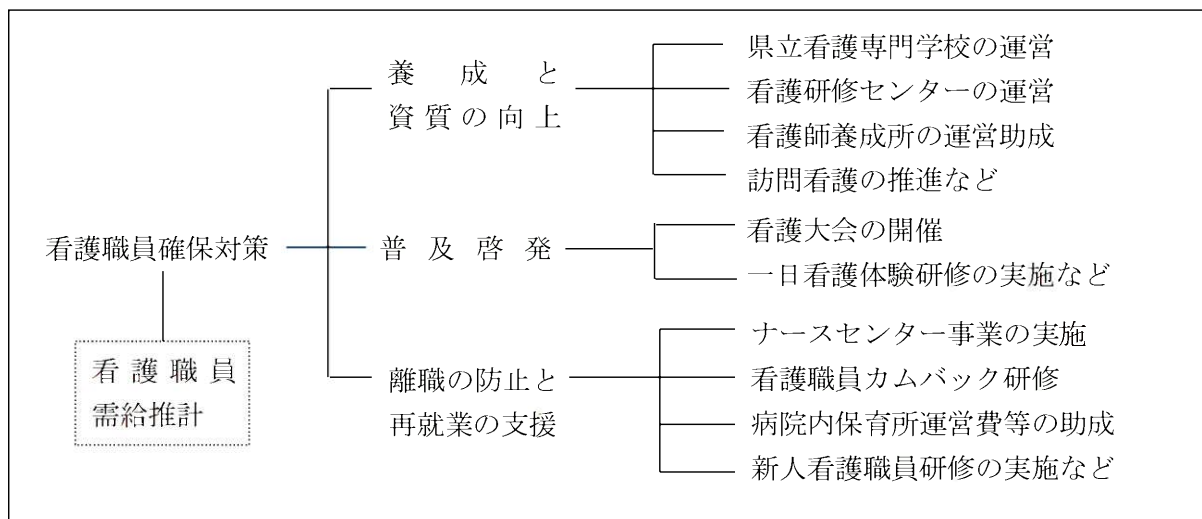 養成と
資質の向上
県立看護専門学校の運営
看護研修センターの運営
看護師養成所の運営助成
訪問看護の推進など
看護職員確保対策
普及啓発
看護大会の開催
一日看護体験研修の実施など
看護職員
需給推計
離職の防止と
再就業の支援
ナースセンター事業の実施
看護職員カムバック研修
病院内保育所運営費等の助成
新人看護職員研修の実施など